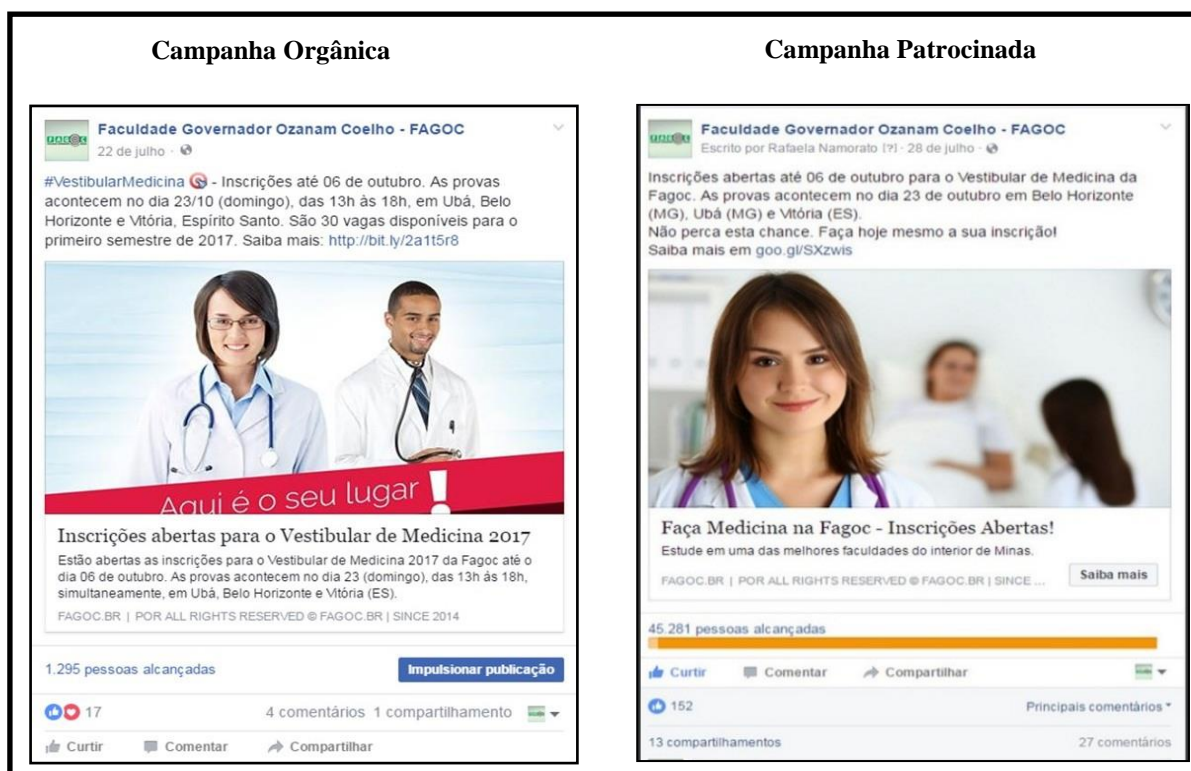 Campanha Orgânica
Faculdade Governador Ozanam Coelho - FAGOC
22 de julho ·
#VestibularMedicina - Inscrições até 06 de outubro. As provas
acontecem no dia 23/10 (domingo), das 13h às 18h, em Ubá, Belo
Horizonte e Vitória, Espírito Santo. São 30 vagas disponíveis para o
primeiro semestre de 2017. Saiba mais: http://bit.ly/2a1t5r8
Aqui é o seu lugar !
Inscrições abertas para o Vestibular de Medicina 2017
Estão abertas as inscrições para o Vestibular de Medicina 2017 da Fagoc até o
dia 06 de outubro. As provas acontecem no dia 23 (domingo), das 13h às 18h,
simultaneamente, em Ubá, Belo Horizonte e Vitória (ES).
FAGOC.BR | POR ALL RIGHTS RESERVED © FAGOC.BR | SINCE 2014
1.295 pessoas alcançadas
Impulsionar publicação
17
4 comentários 1 compartilhamento
Curtir Comentar Compartilhar
Campanha Patrocinada
Faculdade Governador Ozanam Coelho - FAGOC
Escrito por Rafaela Namorato [?] · 28 de julho ·
Inscrições abertas até 06 de outubro para o Vestibular de Medicina da
Fagoc. As provas acontecem no dia 23 de outubro em Belo Horizonte
(MG), Ubá (MG) e Vitória (ES).
Não perca esta chance. Faça hoje mesmo a sua inscrição!
Saiba mais em goo.gl/SXzwis
Faça Medicina na Fagoc - Inscrições Abertas!
Estude em uma das melhores faculdades do interior de Minas.
FAGOC.BR | POR ALL RIGHTS RESERVED © FAGOC.BR | SINCE ...
Saiba mais
45.281 pessoas alcançadas
Curtir Comentar Compartilhar
152
Principais comentários
13 compartilhamentos
27 comentários